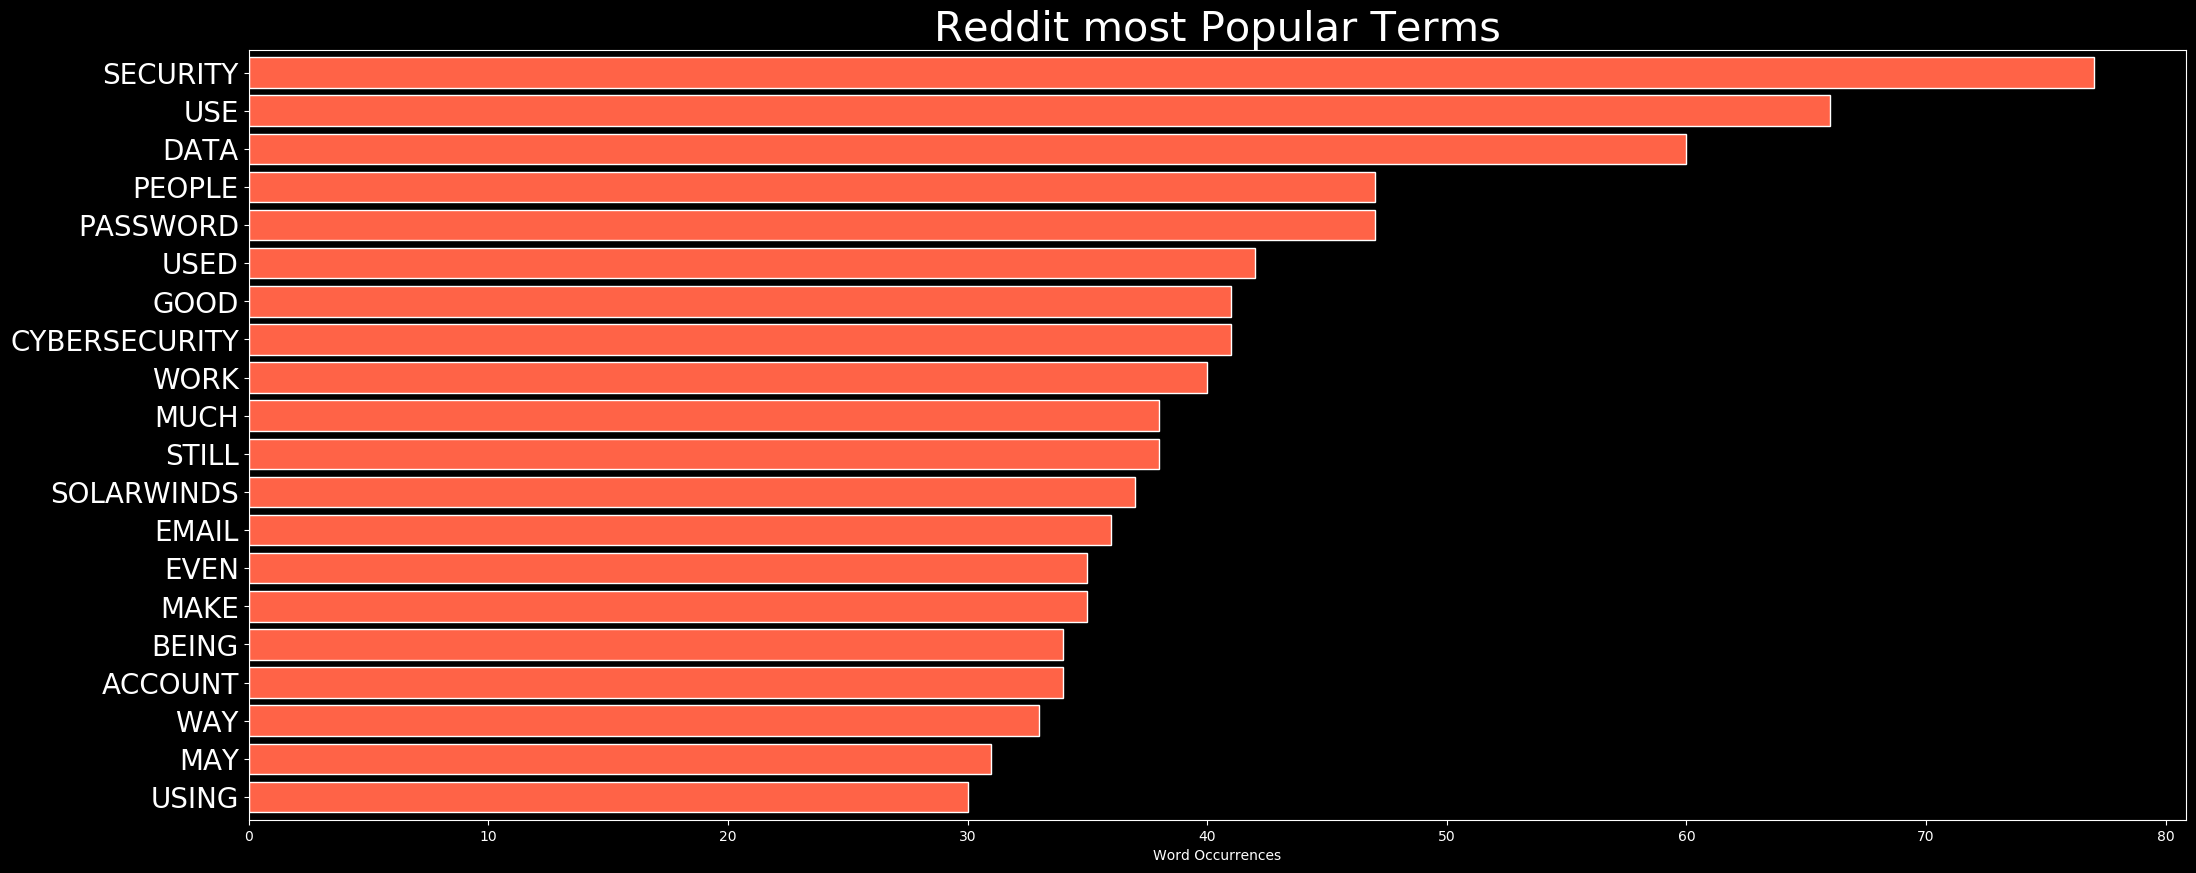 Reddit most Popular Terms
SECURITY
USE
DATA
PEOPLE
PASSWORD
USED
GOOD
CYBERSECURITY
WORK
MUCH
STILL
SOLARWINDS
EMAIL
EVEN
MAKE
BEING
ACCOUNT
WAY
MAY
USING
0 10 20 30 40 50 60 70 80
Word Occurrences